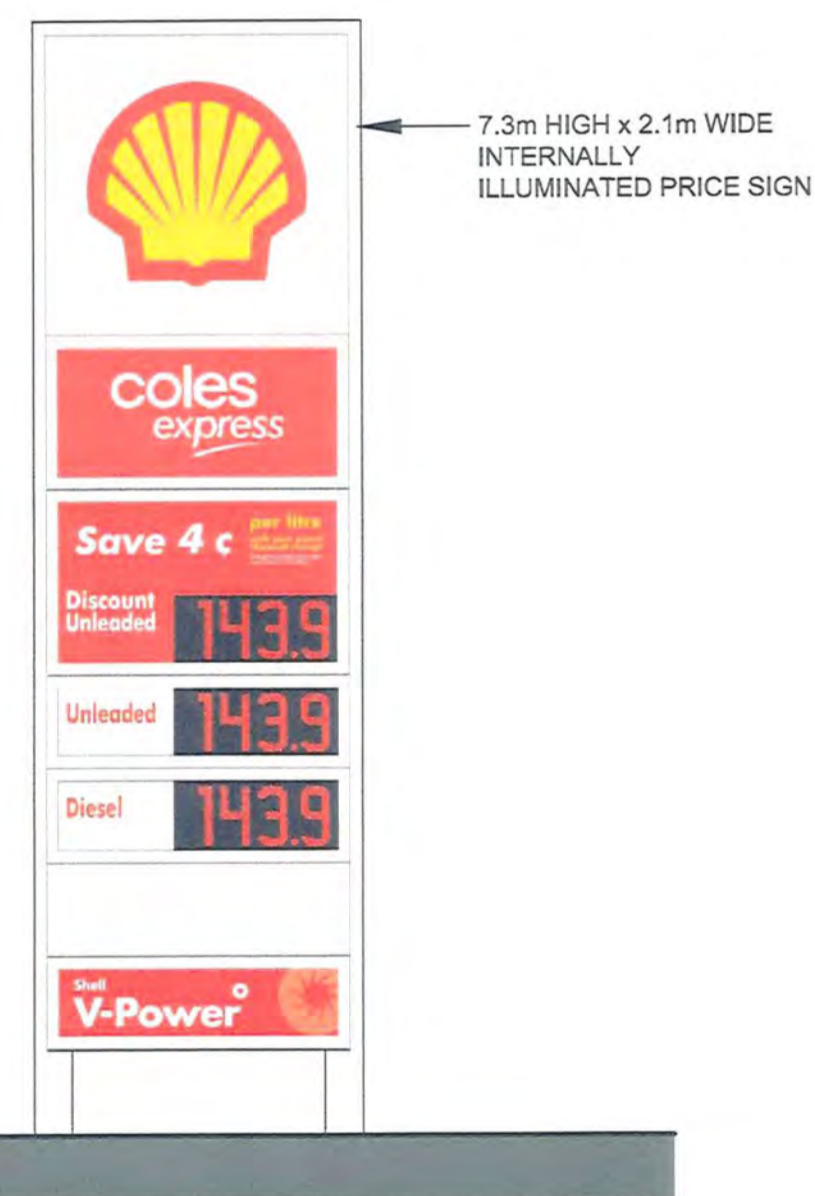 7.3m HIGH x 2.1m WIDE
INTERNALLY
ILLUMINATED PRICE SIGN
coles
express
Save 4 c
per litre
Discount
Unleaded
143.9
Unleaded
143.9
Diesel
143.9
Shell
V-Power